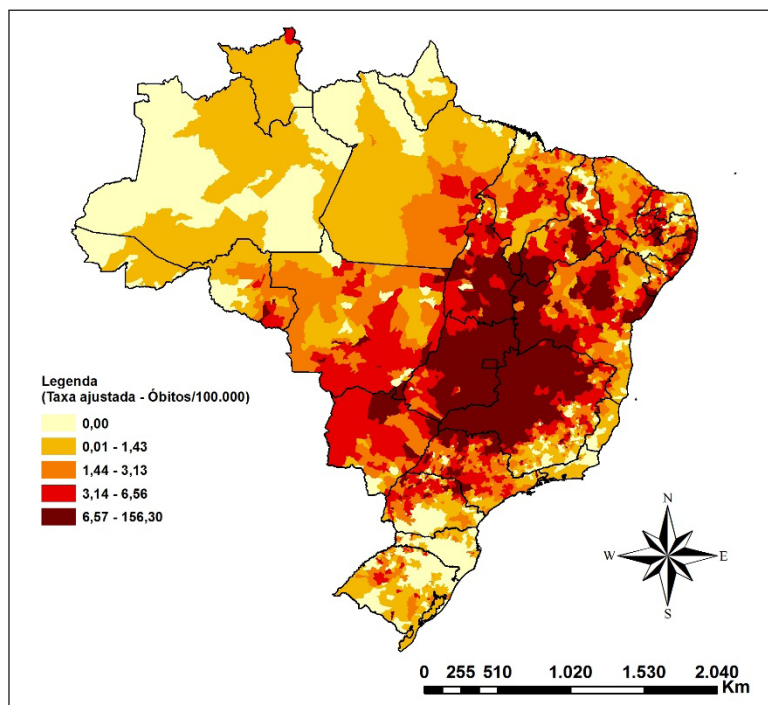 Legenda
(Taxa ajustada - Óbitos/100.000)
0,00
0,01 - 1,43
1,44 - 3,13
3,14 - 6,56
6,57 - 156,30
N
W
E
S
0 255 510 1.020 1.530 2.040
Km